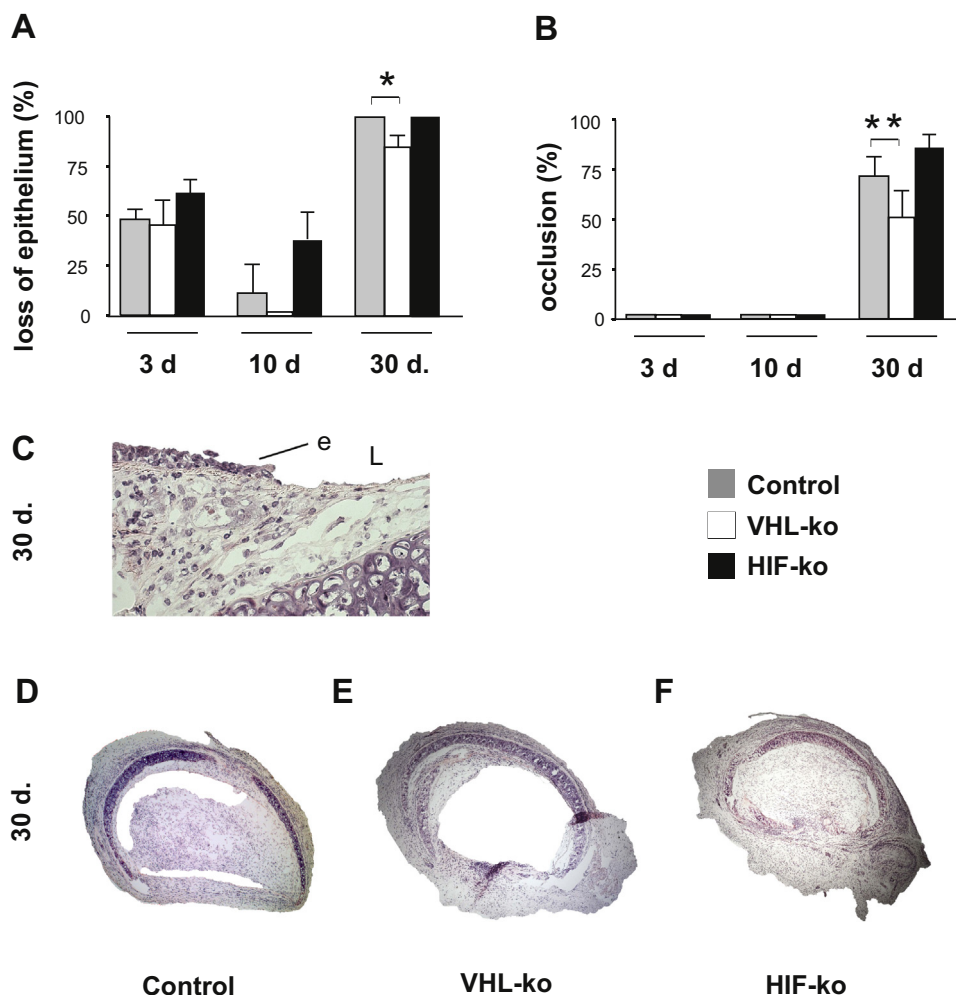 A
loss of epithelium (%)
100
75
50
25
0
*
3 d
10 d
30 d.
B
occlusion (%)
100
75
50
25
0
* *
3 d
10 d
30 d
C
30 d.
e
L
Control
VHL-ko
HIF-ko
D
E
F
30 d.
Control
VHL-ko
HIF-ko